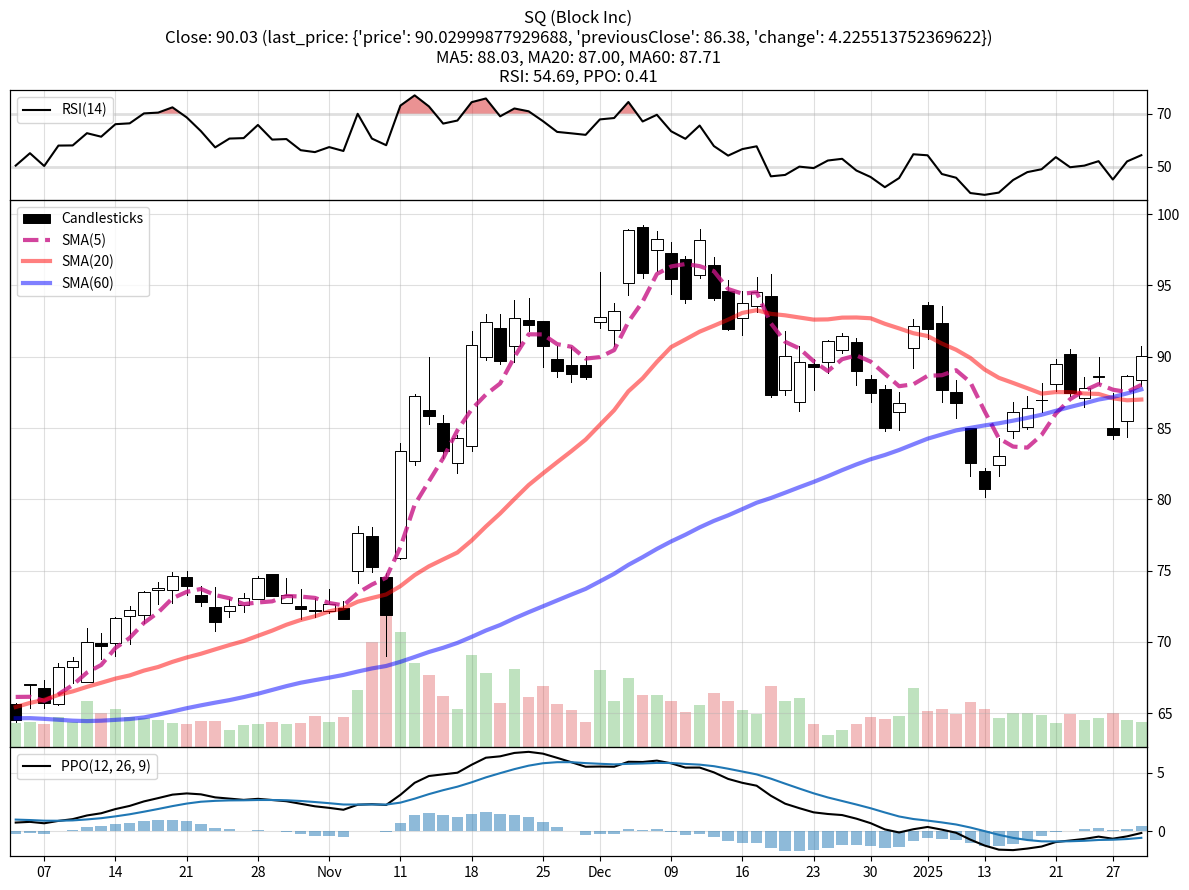 SQ (Block Inc)
Close: 90.03 (last_price: {'price': 90.02999877929688, 'previousClose': 86.38, 'change': 4.225513752369622})
MA5: 88.03, MA20: 87.00, MA60: 87.71
RSI: 54.69, PPO: 0.41
RSI(14)
70
50
Candlesticks
SMA(5)
SMA(20)
SMA(60)
100
95
90
85
80
75
70
65
PPO(12, 26, 9)
5
0
07 14 21 28 Nov 11 18 25 Dec 09 16 23 30 2025 13 21 27